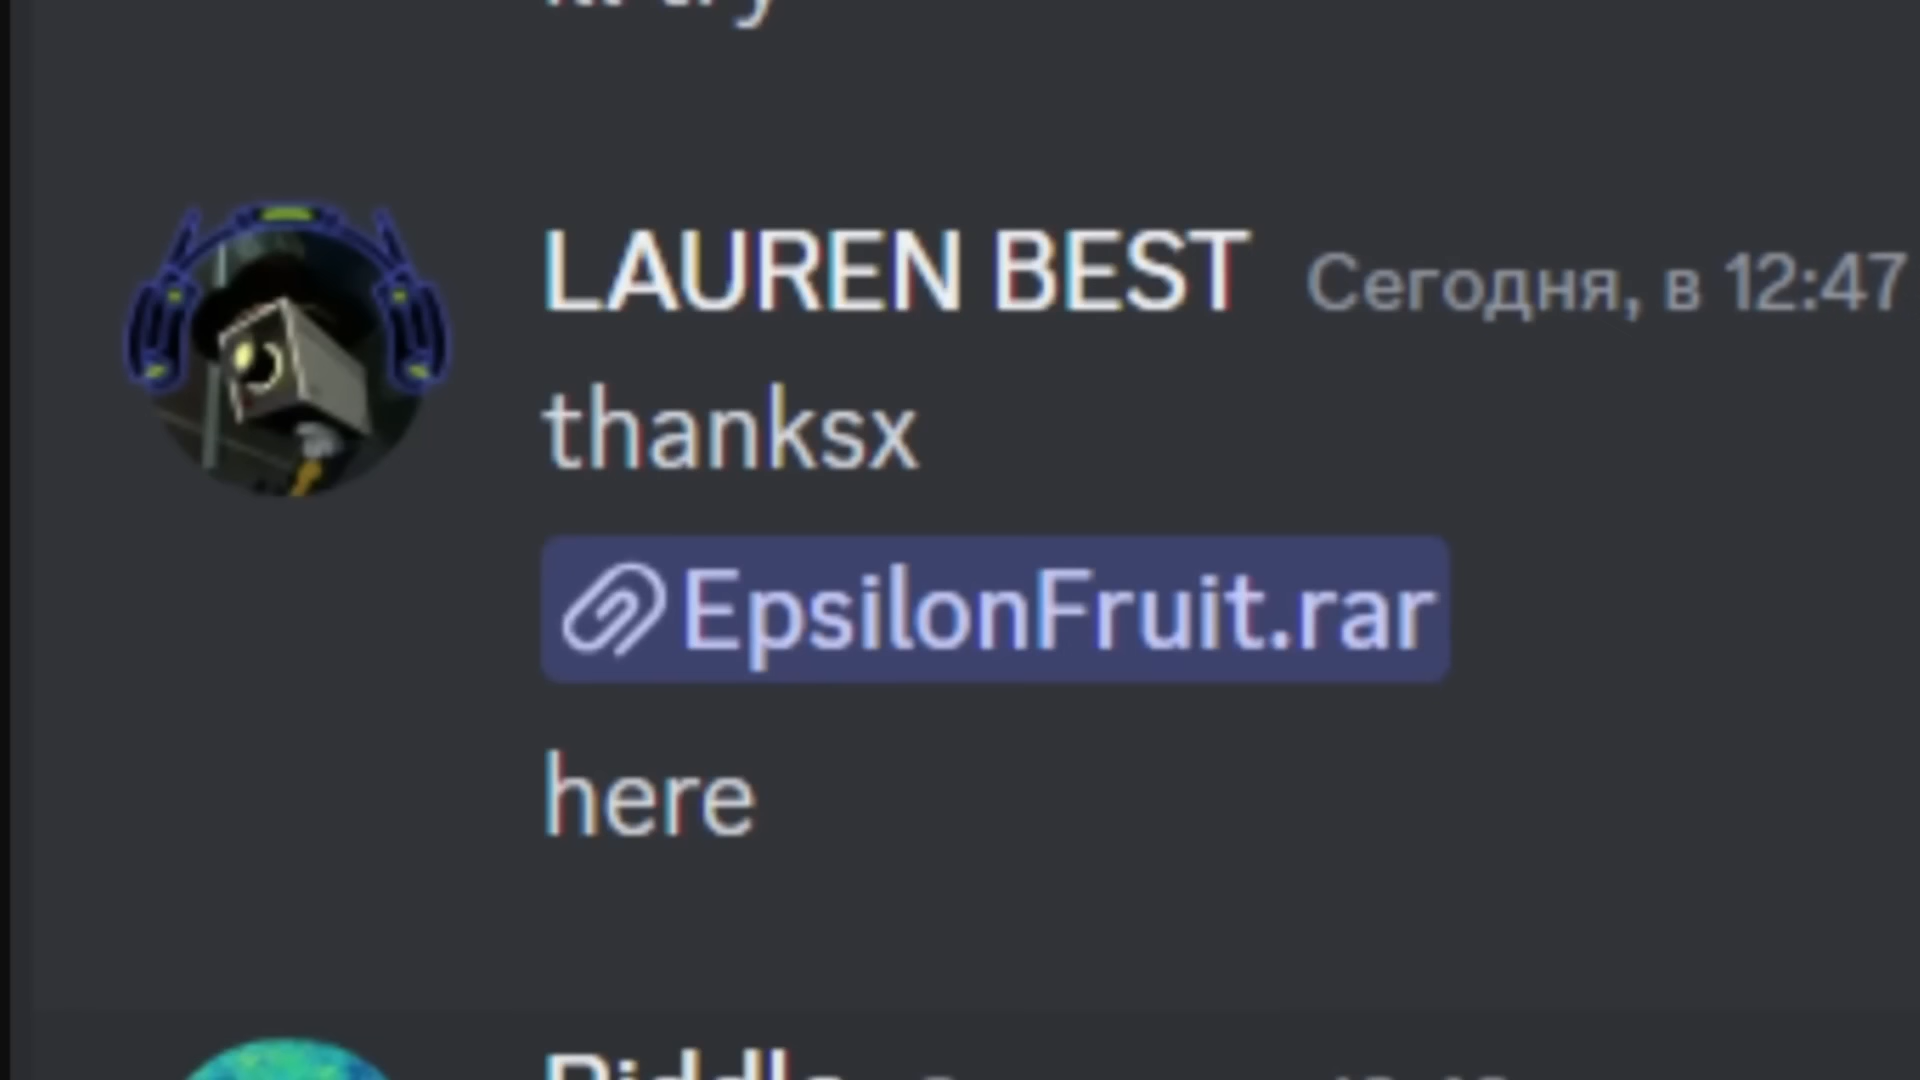 LAUREN BEST Сегодня, в 12:47
thanksx
EpsilonFruit.rar
here